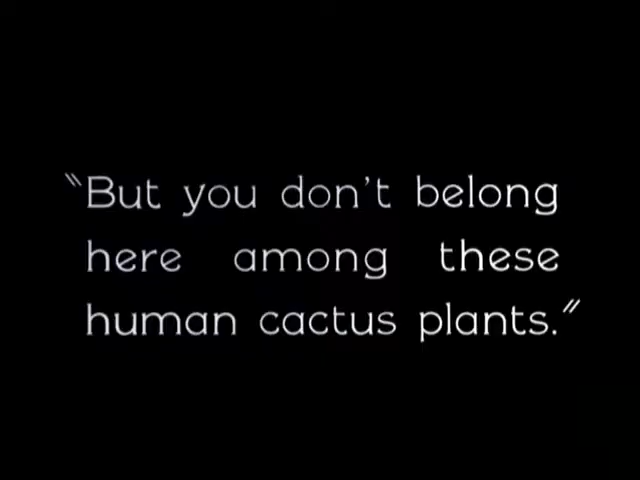 "But you don't belong
here among these
human cactus plants."